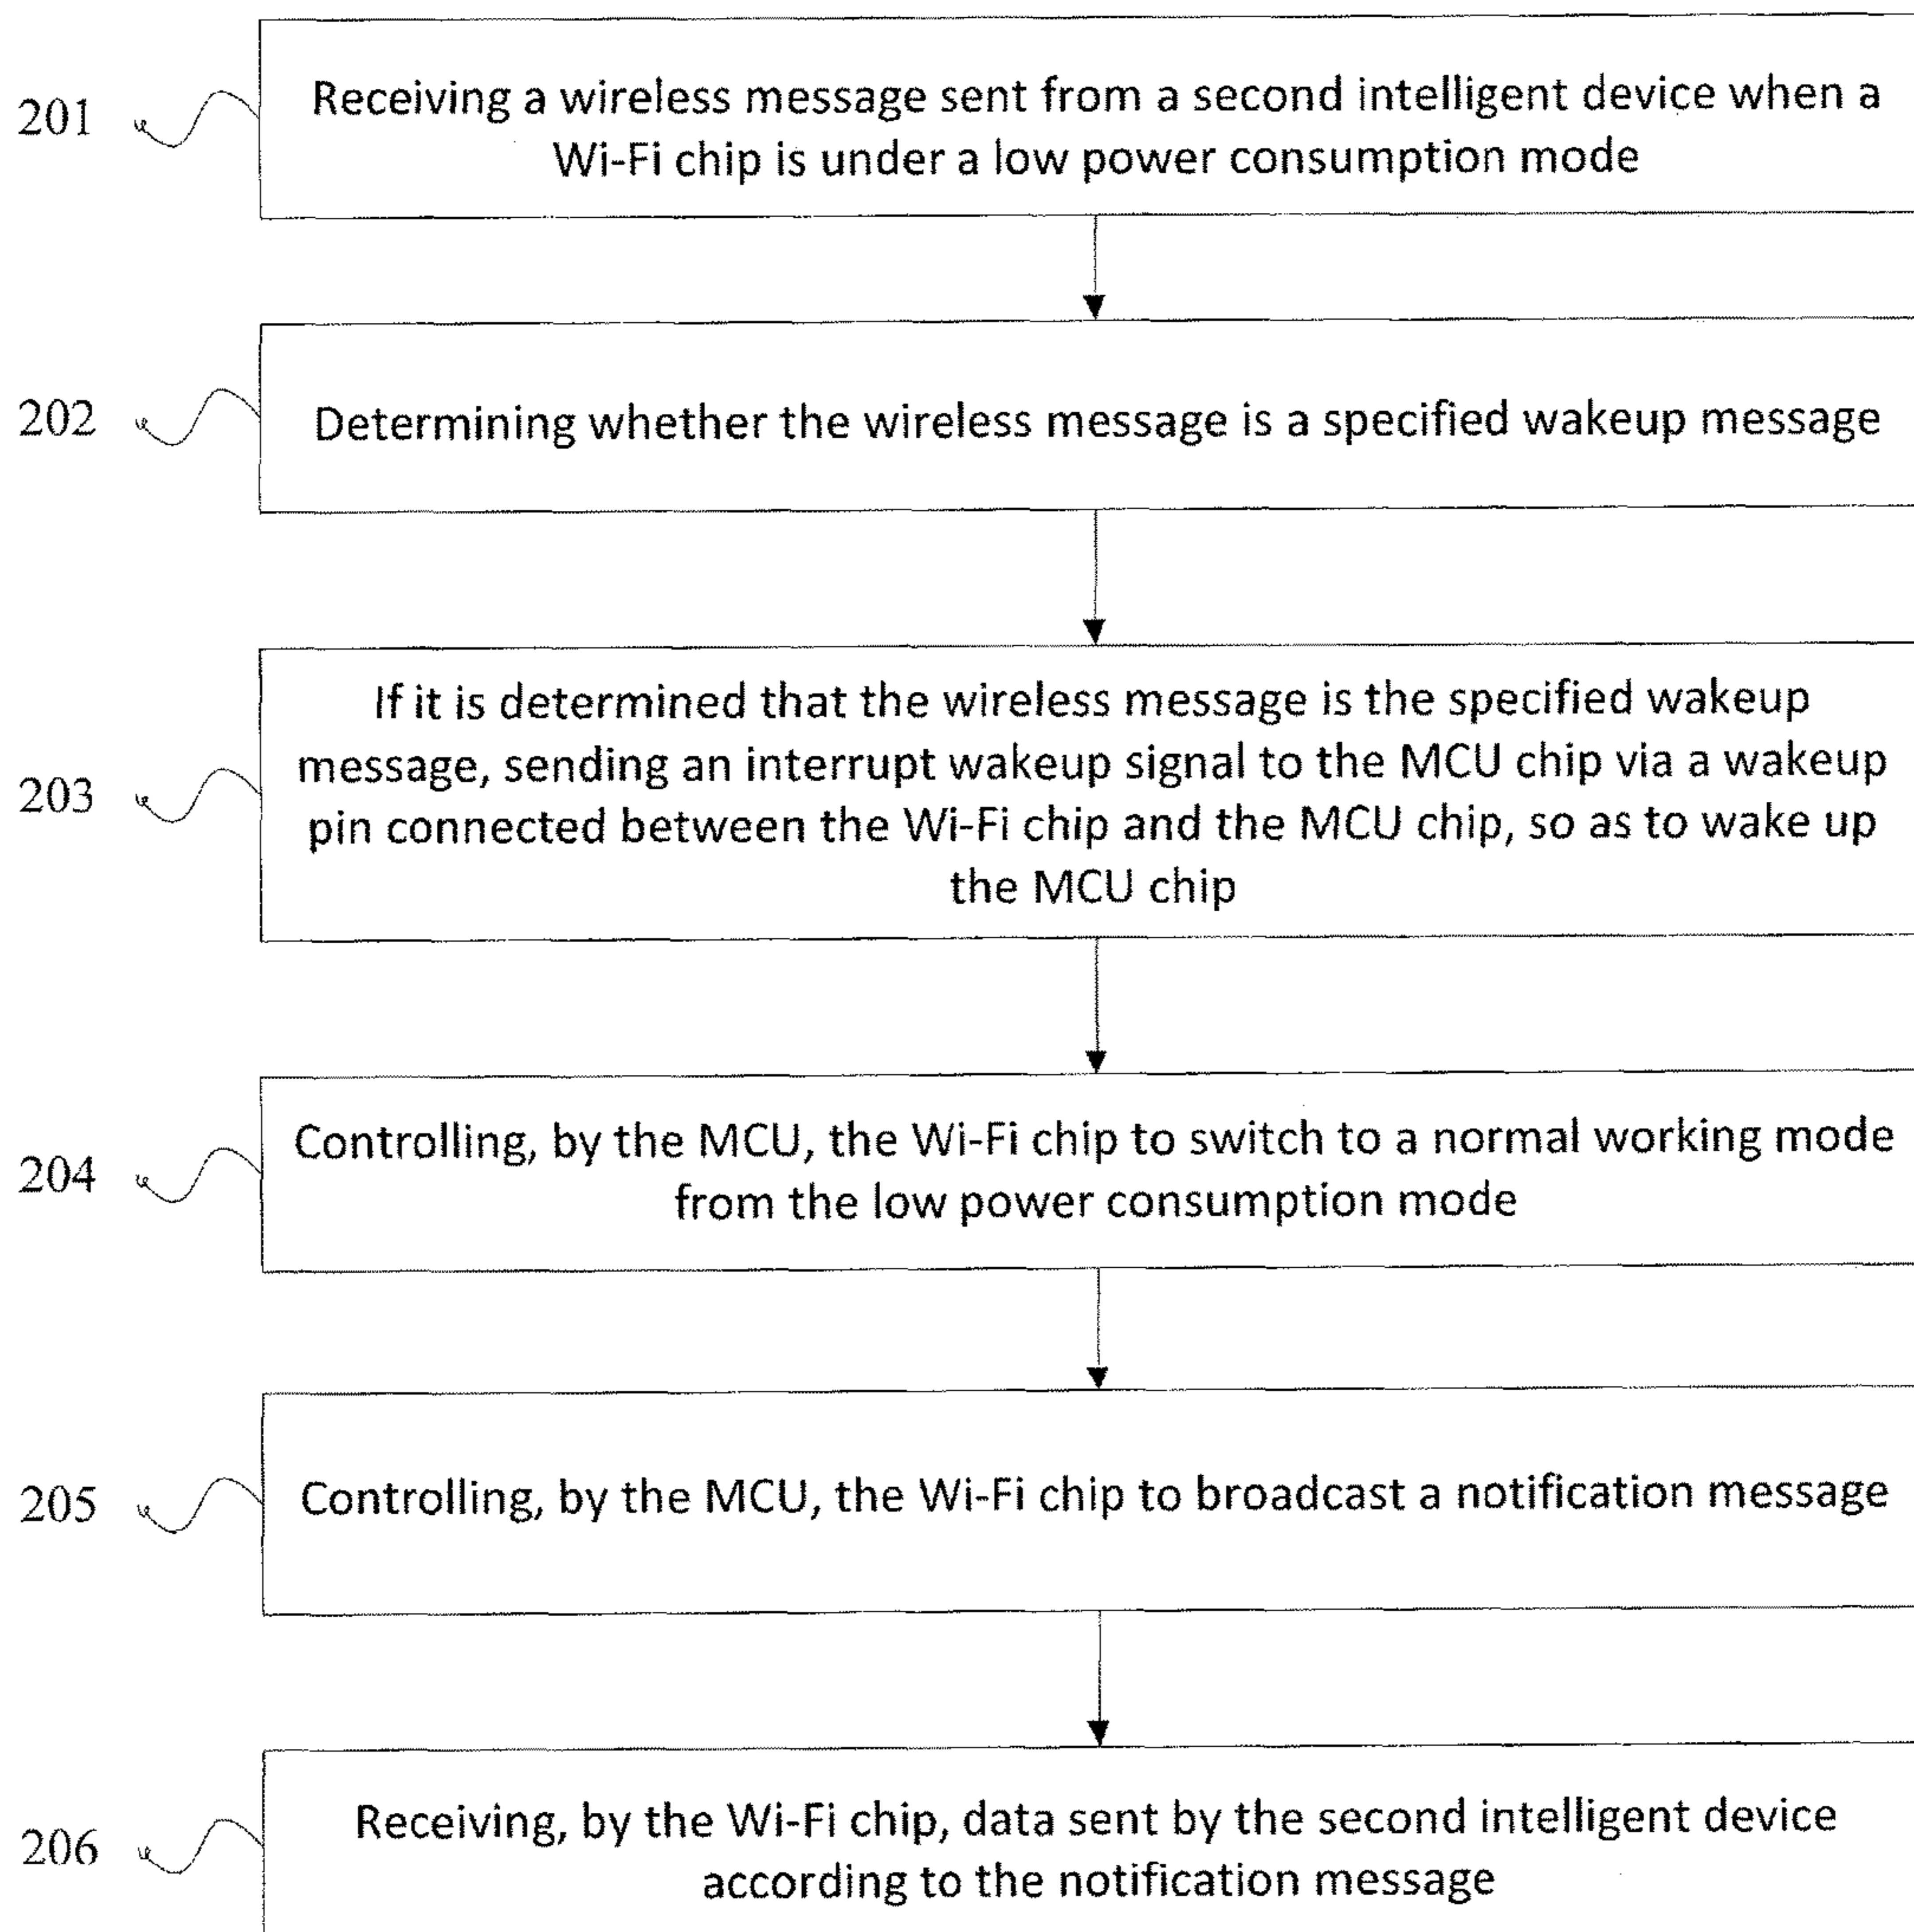 201
Receiving a wireless message sent from a second intelligent device when a
Wi-Fi chip is under a low power consumption mode
202
Determining whether the wireless message is a specified wakeup message
203
If it is determined that the wireless message is the specified wakeup
message, sending an interrupt wakeup signal to the MCU chip via a wakeup
pin connected between the Wi-Fi chip and the MCU chip, so as to wake up
the MCU chip
204
Controlling, by the MCU, the Wi-Fi chip to switch to a normal working mode
from the low power consumption mode
205
Controlling, by the MCU, the Wi-Fi chip to broadcast a notification message
206
Receiving, by the Wi-Fi chip, data sent by the second intelligent device
according to the notification message